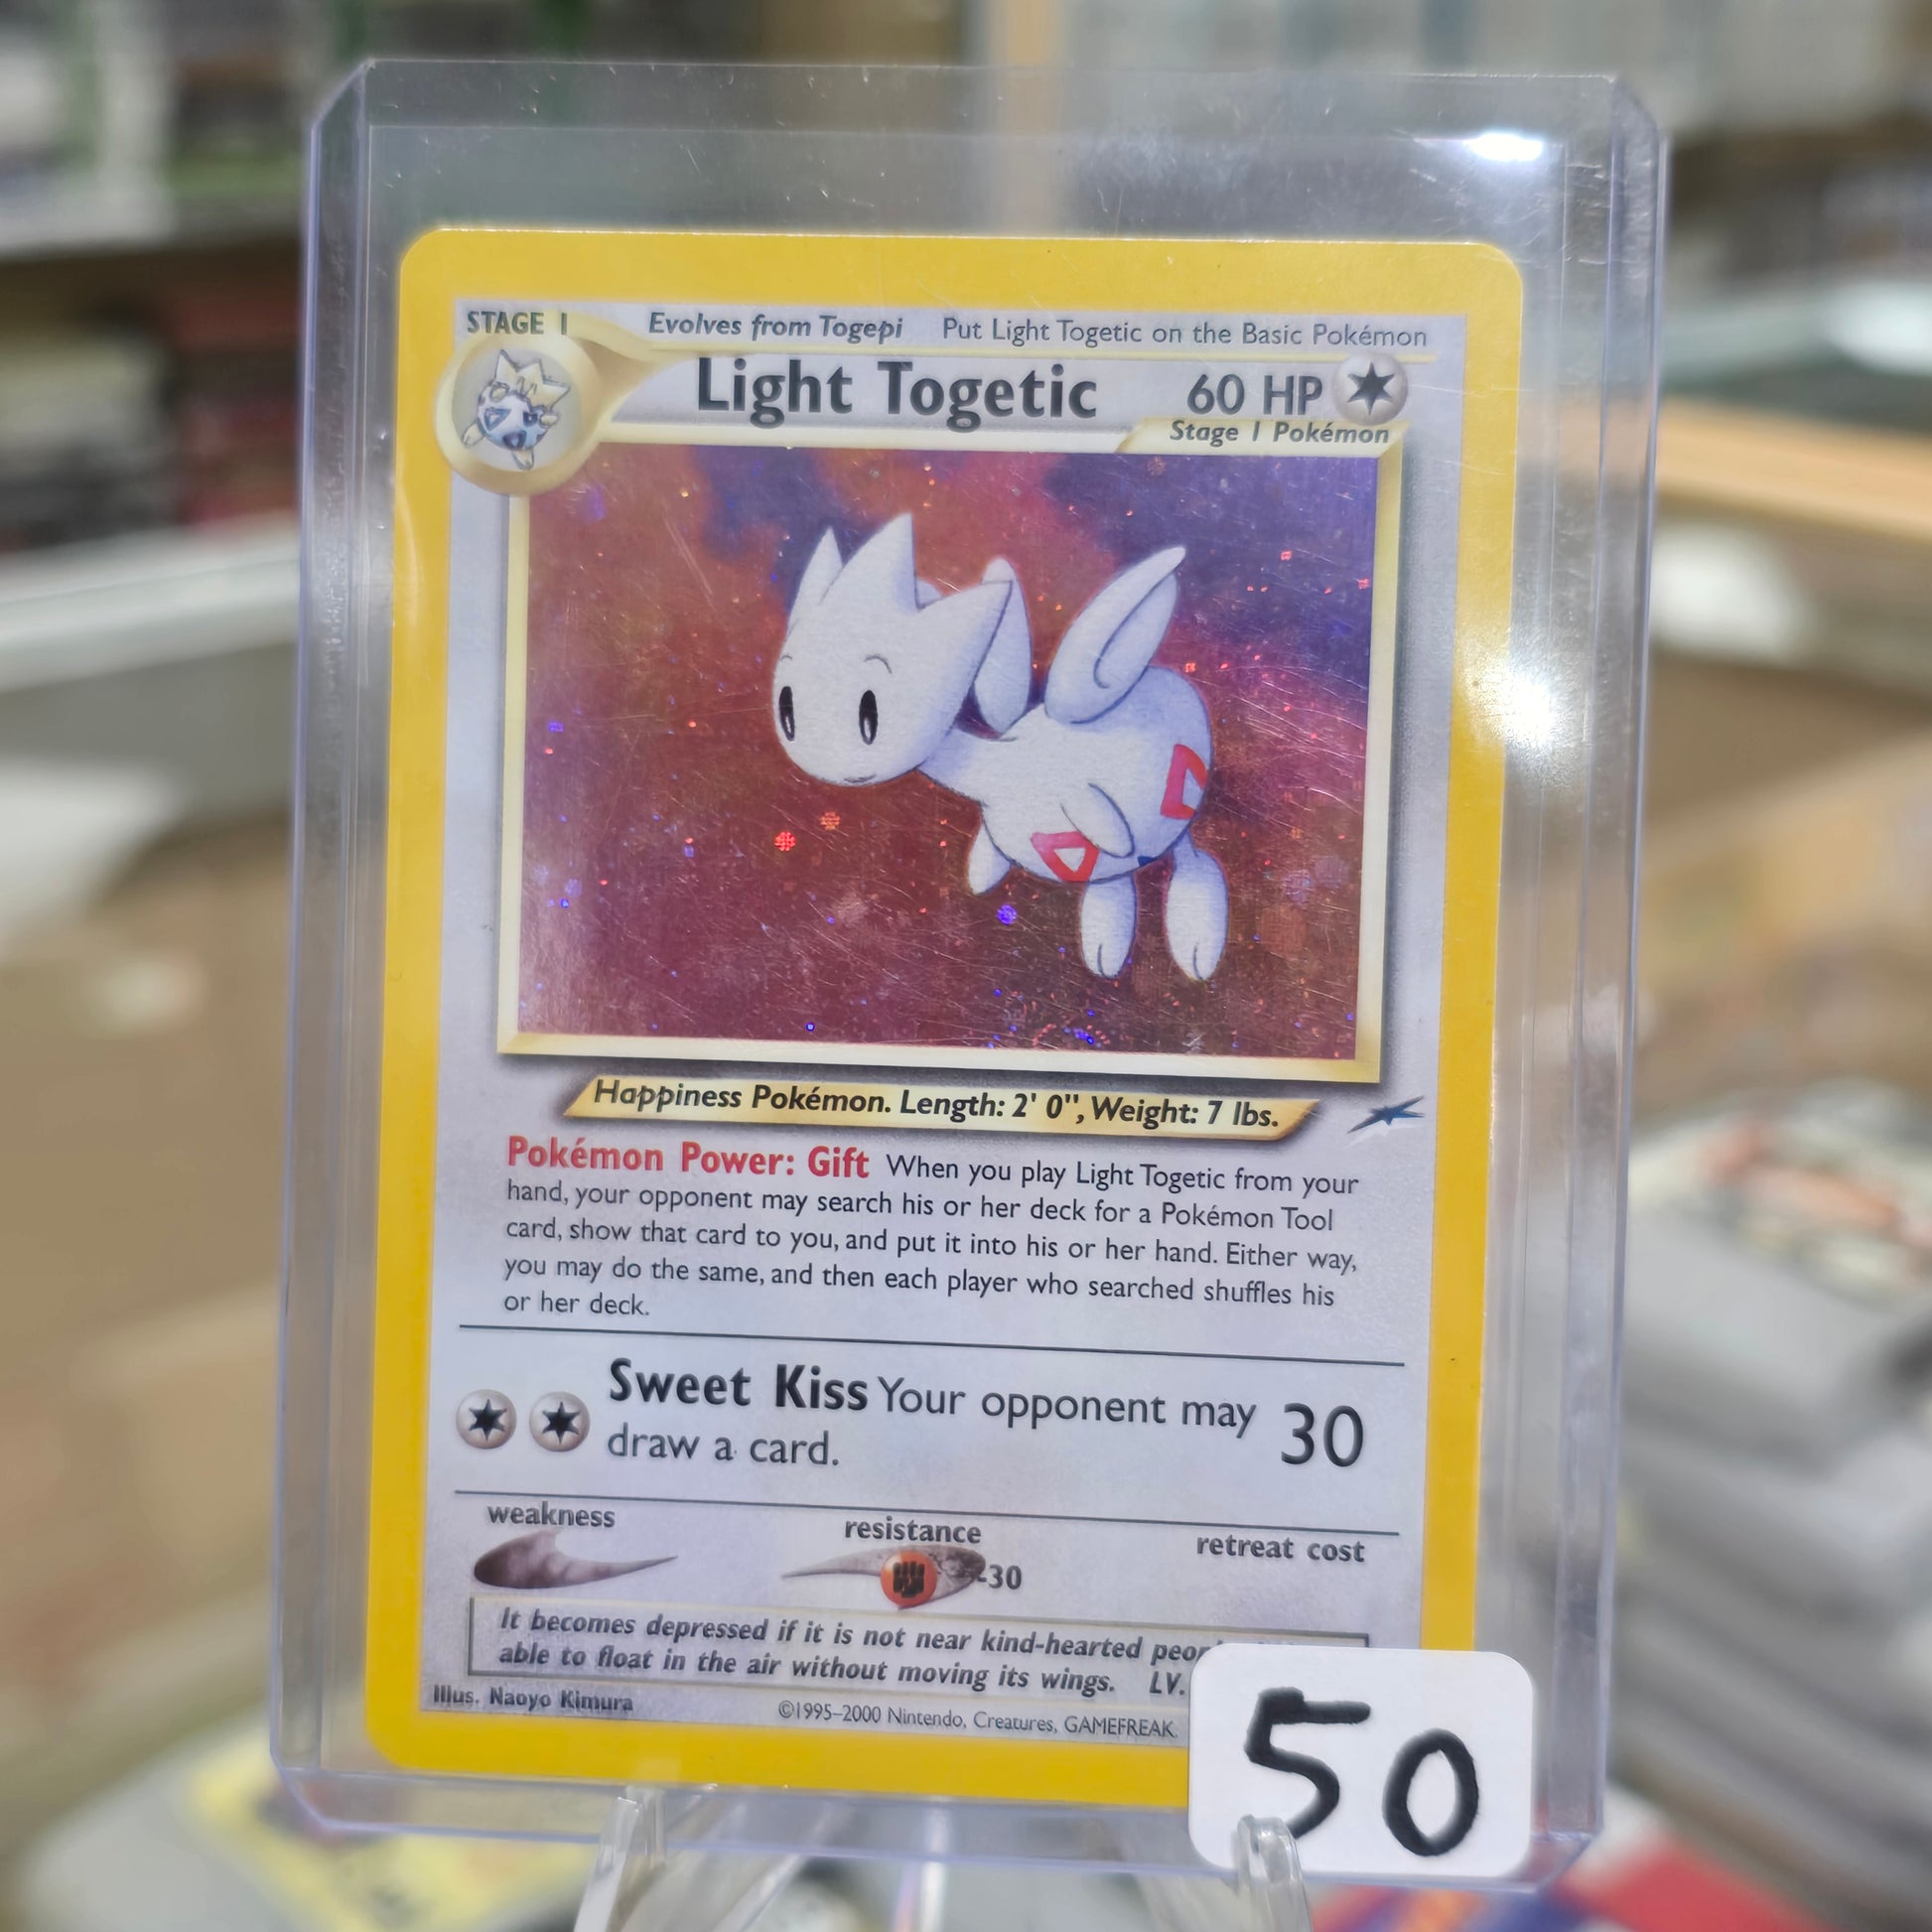 STAGE 1 Evolves from Togepi Put Light Togetic on the Basic Pokémon
Light Togetic 60 HP
Stage 1 Pokémon
Happiness Pokémon. Length: 2' 0", Weight: 7 lbs.
Pokémon Power: Gift When you play Light Togetic from your
hand, your opponent may search his or her deck for a Pokémon Tool
card, show that card to you, and put it into his or her hand. Either way,
you may do the same, and then each player who searched shuffles his
or her deck.
Sweet Kiss Your opponent may 30
draw a card.
weakness resistance retreat cost
-30
It becomes depressed if it is not near kind-hearted
able to float in the air without moving its wings. LV.
Illus. Naoyo Kimura ©1995–2000 Nintendo, Creatures, GAMEFREAK.
50